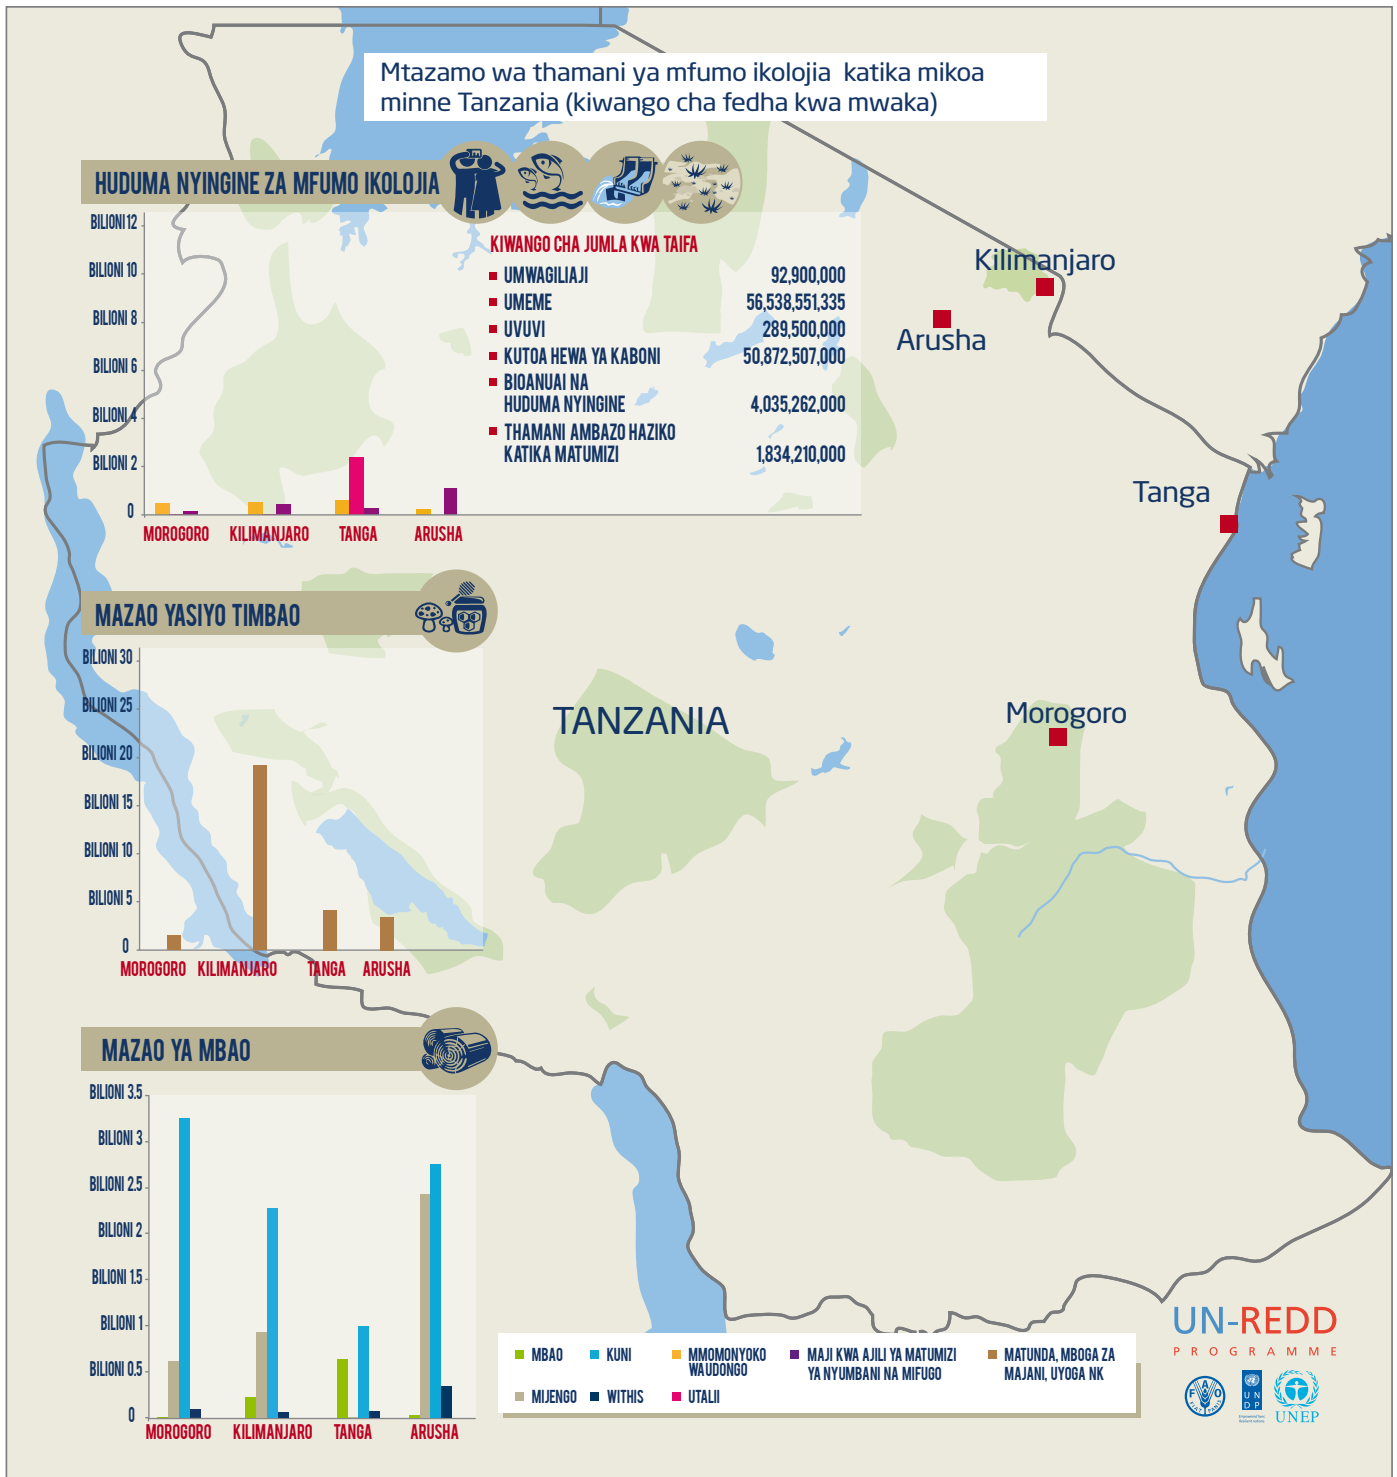 Mtazamo wa thamani ya mfumo ikolojia katika mikoa
minne Tanzania (kiwango cha fedha kwa mwaka)
HUDUMA NYINGINE ZA MFUMO IKOLOJIA
BILIONI 12
BILIONI 10
BILIONI 8
BILIONI 6
BILIONI 4
BILIONI 2
0
MOROGORO KILIMANJARO TANGA ARUSHA
KIWANGO CHA JUMLA KWA TAIFA
UMWAGILIAJI 92,900,000
UMEME 56,538,551,335
UVUVI 289,500,000
KUTOA HEWA YA KABONI 50,872,507,000
BIOANUAI NA
HUDUMA NYINGINE 4,035,262,000
THAMANI AMBAZO HAZIKO
KATIKA MATUMIZI 1,834,210,000
Kilimanjaro
Arusha
Tanga
Morogoro
TANZANIA
MAZAO YASIYO TIMBAO
BILIONI 30
BILIONI 25
BILIONI 20
BILIONI 15
BILIONI 10
BILIONI 5
0
MOROGORO KILIMANJARO TANGA ARUSHA
MAZAO YA MBAO
BILIONI 3.5
BILIONI 3
BILIONI 2.5
BILIONI 2
BILIONI 1.5
BILIONI 1
BILIONI 0.5
0
MOROGORO KILIMANJARO TANGA ARUSHA
MBAO
MIJENGO
KUNI
WITHIS
MMOMONYOKO
WAUDONGO
UTALII
MAJI KWA AJILI YA MATUMIZI
YA NYUMBANI NA MIFUGO
MATUNDA, MBOGA ZA
MAJANI, UYOGA NK
UN-REDD
PROGRAMME
FAO
FIAT PANIS
UN
DP
UNEP